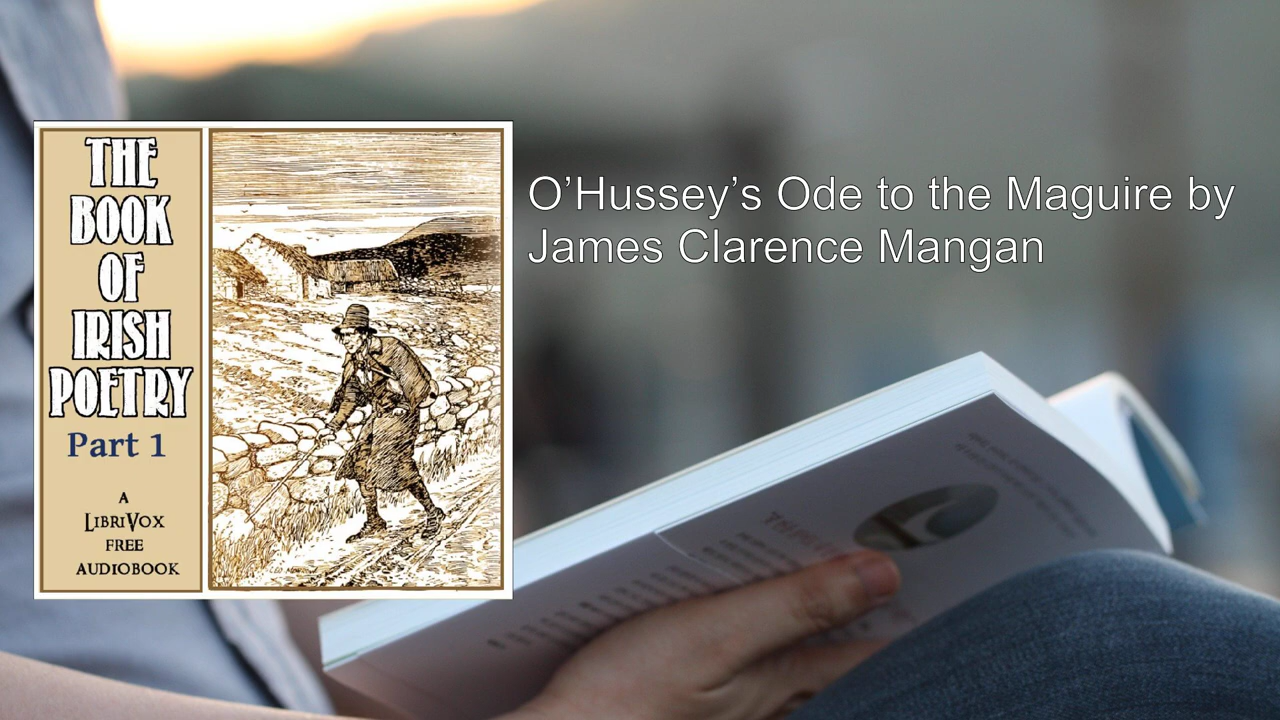 THE
BOOK
OF
IRISH
POETRY
Part 1
A
LIBRIVOX
FREE
AUDIOBOOK
O’Hussey’s Ode to the Maguire by
James Clarence Mangan